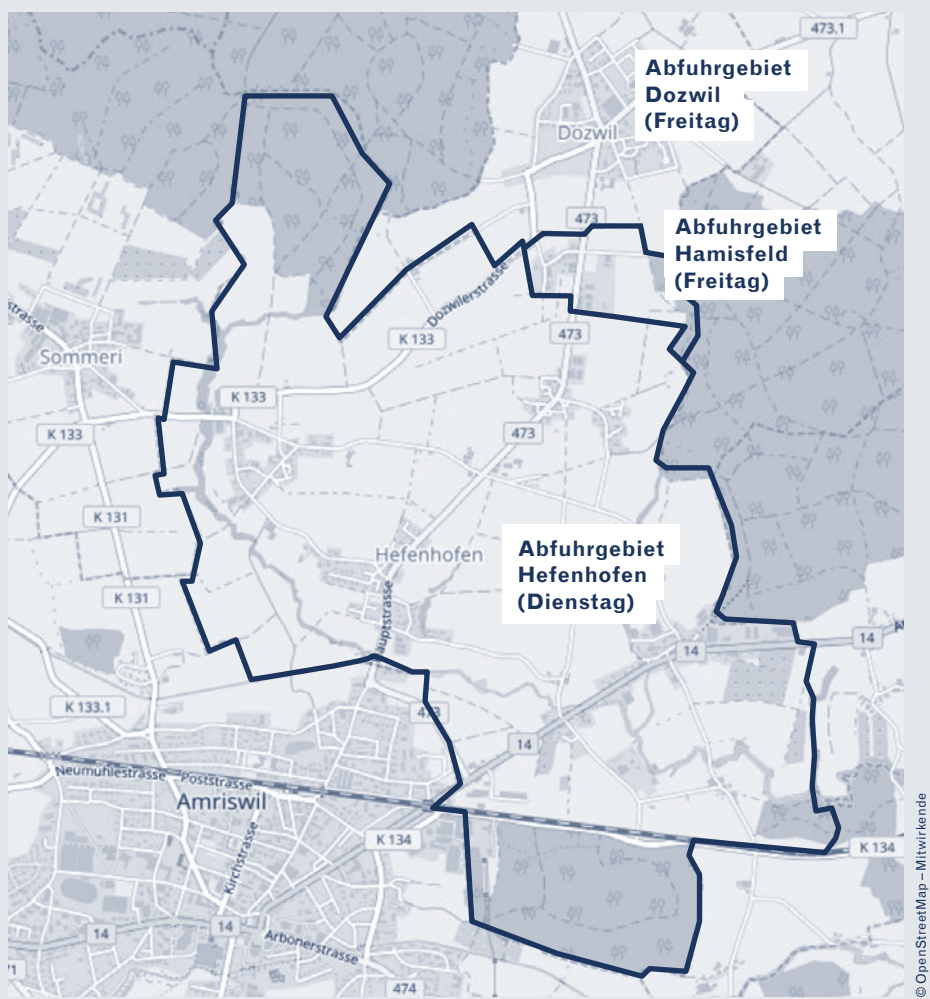 473.1
Abfuhrgebiet
Dozwil
(Freitag)
Dozwil
473
Abfuhrgebiet
Hamisfeld
(Freitag)
Dozwilerstrasse
strasse
K 133
473
Sommeri
K 133
K 133
473
K 131
Abfuhrgebiet
Hefenhofen
(Dienstag)
Hefenhofen
K 131
Hauptstrasse
14
14
K 133.1
473
14
Neumühlestrasse
Poststrasse
Amriswil
K 134
K 134
Kirchstrasse
14
14
Arbonerstrasse
474
© OpenStreetMap – Mitwirkende